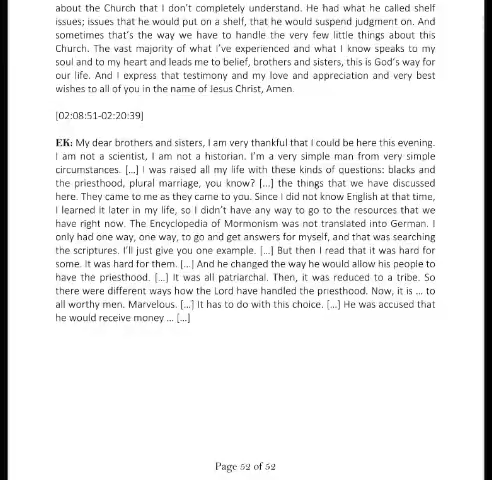 about the Church that I don't completely understand. He had what he called shelf
issues; issues that he would put on a shelf, that he would suspend judgment on. And
sometimes that's the way we have to handle the very few little things about this
Church. The vast majority of what I've experienced and what I know speaks to my
soul and to my heart and leads me to belief, brothers and sisters, this is God's way for
our life. And I express that testimony and my love and appreciation and very best
wishes to all of you in the name of Jesus Christ, Amen.
[02:08:51-02:20:39]
EK: My dear brothers and sisters, I am very thankful that I could be here this evening.
I am not a scientist, I am not a historian. I'm a very simple man from very simple
circumstances. [...] I was raised all my life with these kinds of questions: blacks and
the priesthood, plural marriage, you know? [...] the things that we have discussed
here. They came to me as they came to you. Since I did not know English at that time,
I learned it later in my life, so I didn't have any way to go to the resources that we
have right now. The Encyclopedia of Mormonism was not translated into German. I
only had one way, one way, to go and get answers for myself, and that was searching
the scriptures. I'll just give you one example. [...] But then I read that it was hard for
some. It was hard for them. [...] And he changed the way he would allow his people to
have the priesthood. [...] It was all patriarchal. Then, it was reduced to a tribe. So
there were different ways how the Lord have handled the priesthood. Now, it is ... to
all worthy men. Marvelous. [...] It has to do with this choice. [...] He was accused that
he would receive money ... [...]
Page 52 of 52